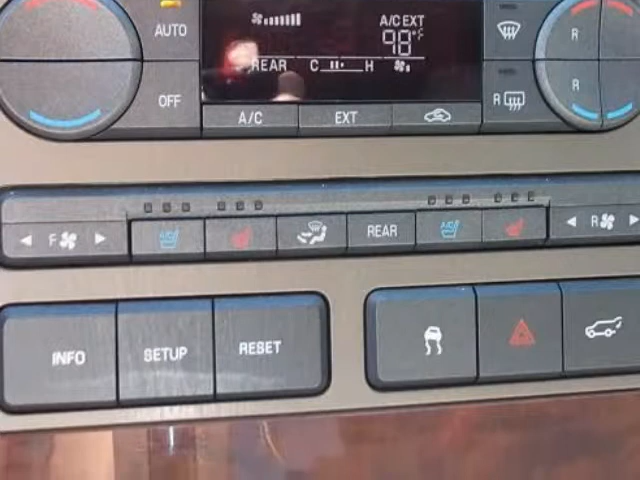 AUTO
A/C EXT
98°F
REAR C H
R
OFF
R
R
A/C EXT
F A/C REAR A/C R
INFO SETUP RESET